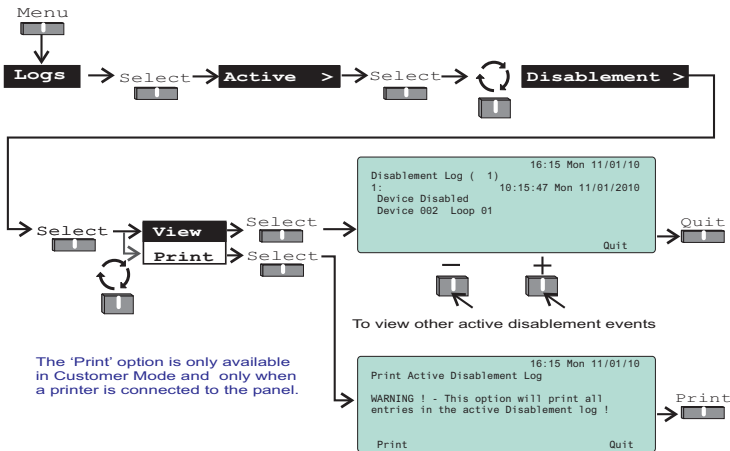 Menu
Logs
Select
Active >
Select
Disablement >
Select
View
Print
Select
Select
16:15 Mon 11/01/10
Disablement Log ( 1)
1: 10:15:47 Mon 11/01/2010
Device Disabled
Device 002 Loop 01
Quit
Quit
− +
To view other active disablement events
The ‘Print’ option is only available
in Customer Mode and only when
a printer is connected to the panel.
16:15 Mon 11/01/10
Print Active Disablement Log
WARNING ! - This option will print all
entries in the active Disablement log !
Print Quit
Print